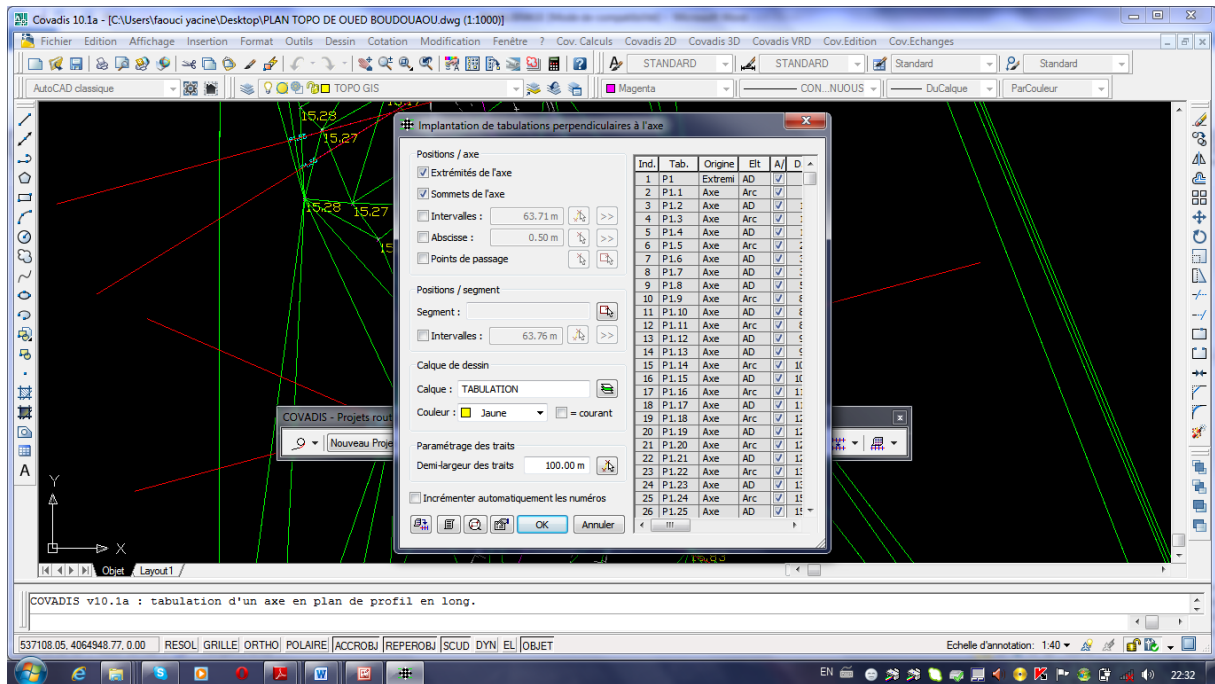 Covadis 10.1a - [C:\Users\faouci yacine\Desktop\PLAN TOPO DE OUED BOUDOUAOU.dwg (1:1000)]
Fichier Edition Affichage Insertion Format Outils Dessin Cotation Modification Fenêtre ? Cov. Calculs Covadis 2D Covadis 3D Covadis VRD Cov.Edition Cov.Echanges
STANDARD STANDARD Standard Standard
AutoCAD classique TOPO GIS Magenta CON...NUOUS DuCalque ParCouleur
15.28
15.27
15.28 15.27
Implantation de tabulations perpendiculaires à l'axe
Positions / axe
Extrémités de l'axe
Sommets de l'axe
Intervalles : 63.71 m >>
Abscisse : 0.50 m >>
Points de passage
Positions / segment
Segment :
Intervalles : 63.76 m >>
Calque de dessin
Calque : TABULATION
Couleur : Jaune = courant
Paramétrage des traits
Demi-largeur des traits 100.00 m
Incrémenter automatiquement les numéros
OK Annuler
Ind. Tab. Origine Elt A/ D
1 P1 Extremi AD
2 P1.1 Axe Arc
3 P1.2 Axe AD
4 P1.3 Axe Arc
5 P1.4 Axe AD
6 P1.5 Axe Arc
7 P1.6 Axe AD
8 P1.7 Axe AD
9 P1.8 Axe AD
10 P1.9 Axe Arc
11 P1.10 Axe AD
12 P1.11 Axe Arc
13 P1.12 Axe AD
14 P1.13 Axe AD
15 P1.14 Axe Arc 10
16 P1.15 Axe AD 10
17 P1.16 Axe Arc 11
18 P1.17 Axe AD 11
19 P1.18 Axe Arc 12
20 P1.19 Axe AD 12
21 P1.20 Axe Arc 12
22 P1.21 Axe AD 12
23 P1.22 Axe Arc 13
24 P1.23 Axe AD 13
25 P1.24 Axe Arc 15
26 P1.25 Axe AD 15
COVADIS - Projets rout
Nouveau Proje
A
Y
X
Objet Layout1
COVADIS v10.1a : tabulation d'un axe en plan de profil en long.
537108.05, 4064948.77, 0.00 RESOL GRILLE ORTHO POLAIRE ACCROBJ REPEROBJ SCUD DYN EL OBJET Echelle d'annotation: 1:40
EN 22:32